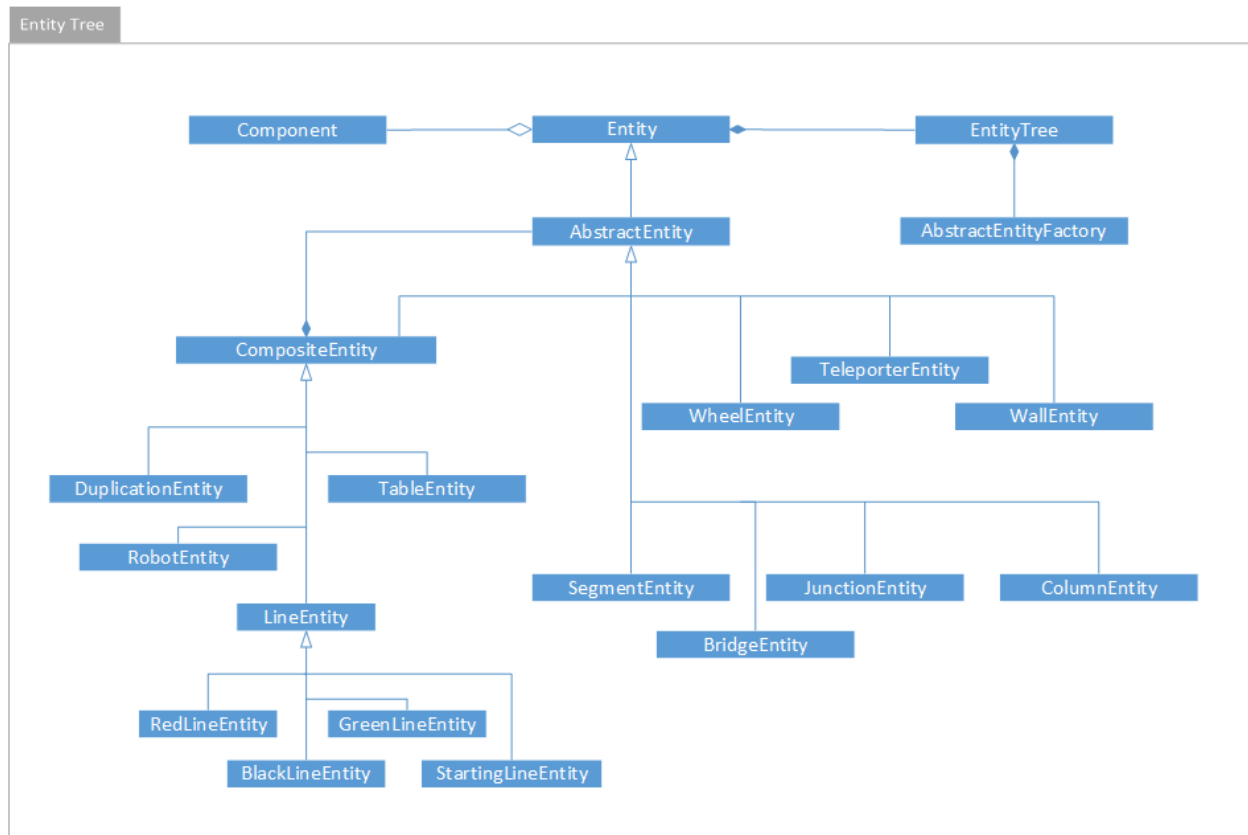 Entity Tree
Component
Entity
EntityTree
AbstractEntity
AbstractEntityFactory
CompositeEntity
TeleporterEntity
WheelEntity
WallEntity
DuplicationEntity
TableEntity
RobotEntity
SegmentEntity
JunctionEntity
ColumnEntity
LineEntity
BridgeEntity
RedLineEntity
GreenLineEntity
BlackLineEntity
StartingLineEntity